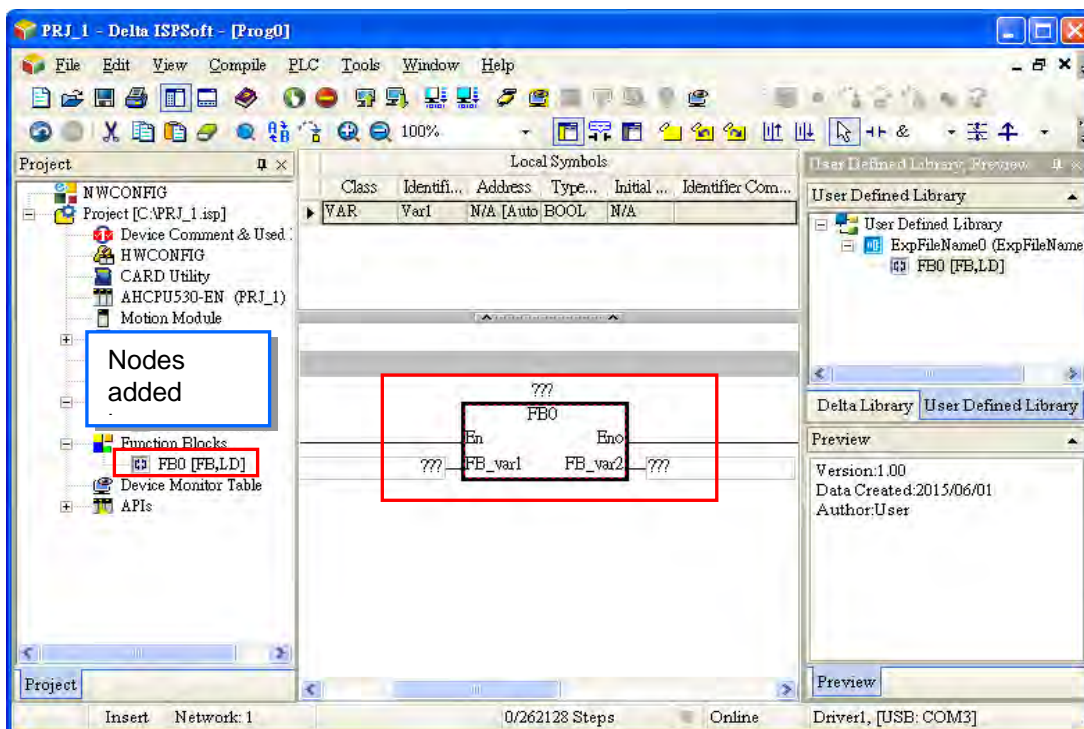 PRJ_1 - Delta ISPSoft - [Prog0]
File Edit View Compile PLC Tools Window Help
100%
Project
NWCONFIG
Project [C:\PRJ_1.isp]
Device Comment & Used
HWCONFIG
CARD Utility
AHCPU530-EN (PRJ_1)
Motion Module
Nodes
added
Function Blocks
FB0 [FB,LD]
Device Monitor Table
APIs
Project
Local Symbols
Class Identifi... Address Type... Initial ... Identifier Com...
VAR Var1 N/A [Auto BOOL N/A
???
FB0
En Eno
??? FB_var1 FB_var2 ???
User Defined Library Preview
User Defined Library
User Defined Library
ExpFileName0 (ExpFileName
FB0 [FB,LD]
Delta Library User Defined Library
Preview
Version:1.00
Data Created:2015/06/01
Author:User
Preview
Insert Network: 1 0/262128 Steps Online Driver1, [USB: COM3]